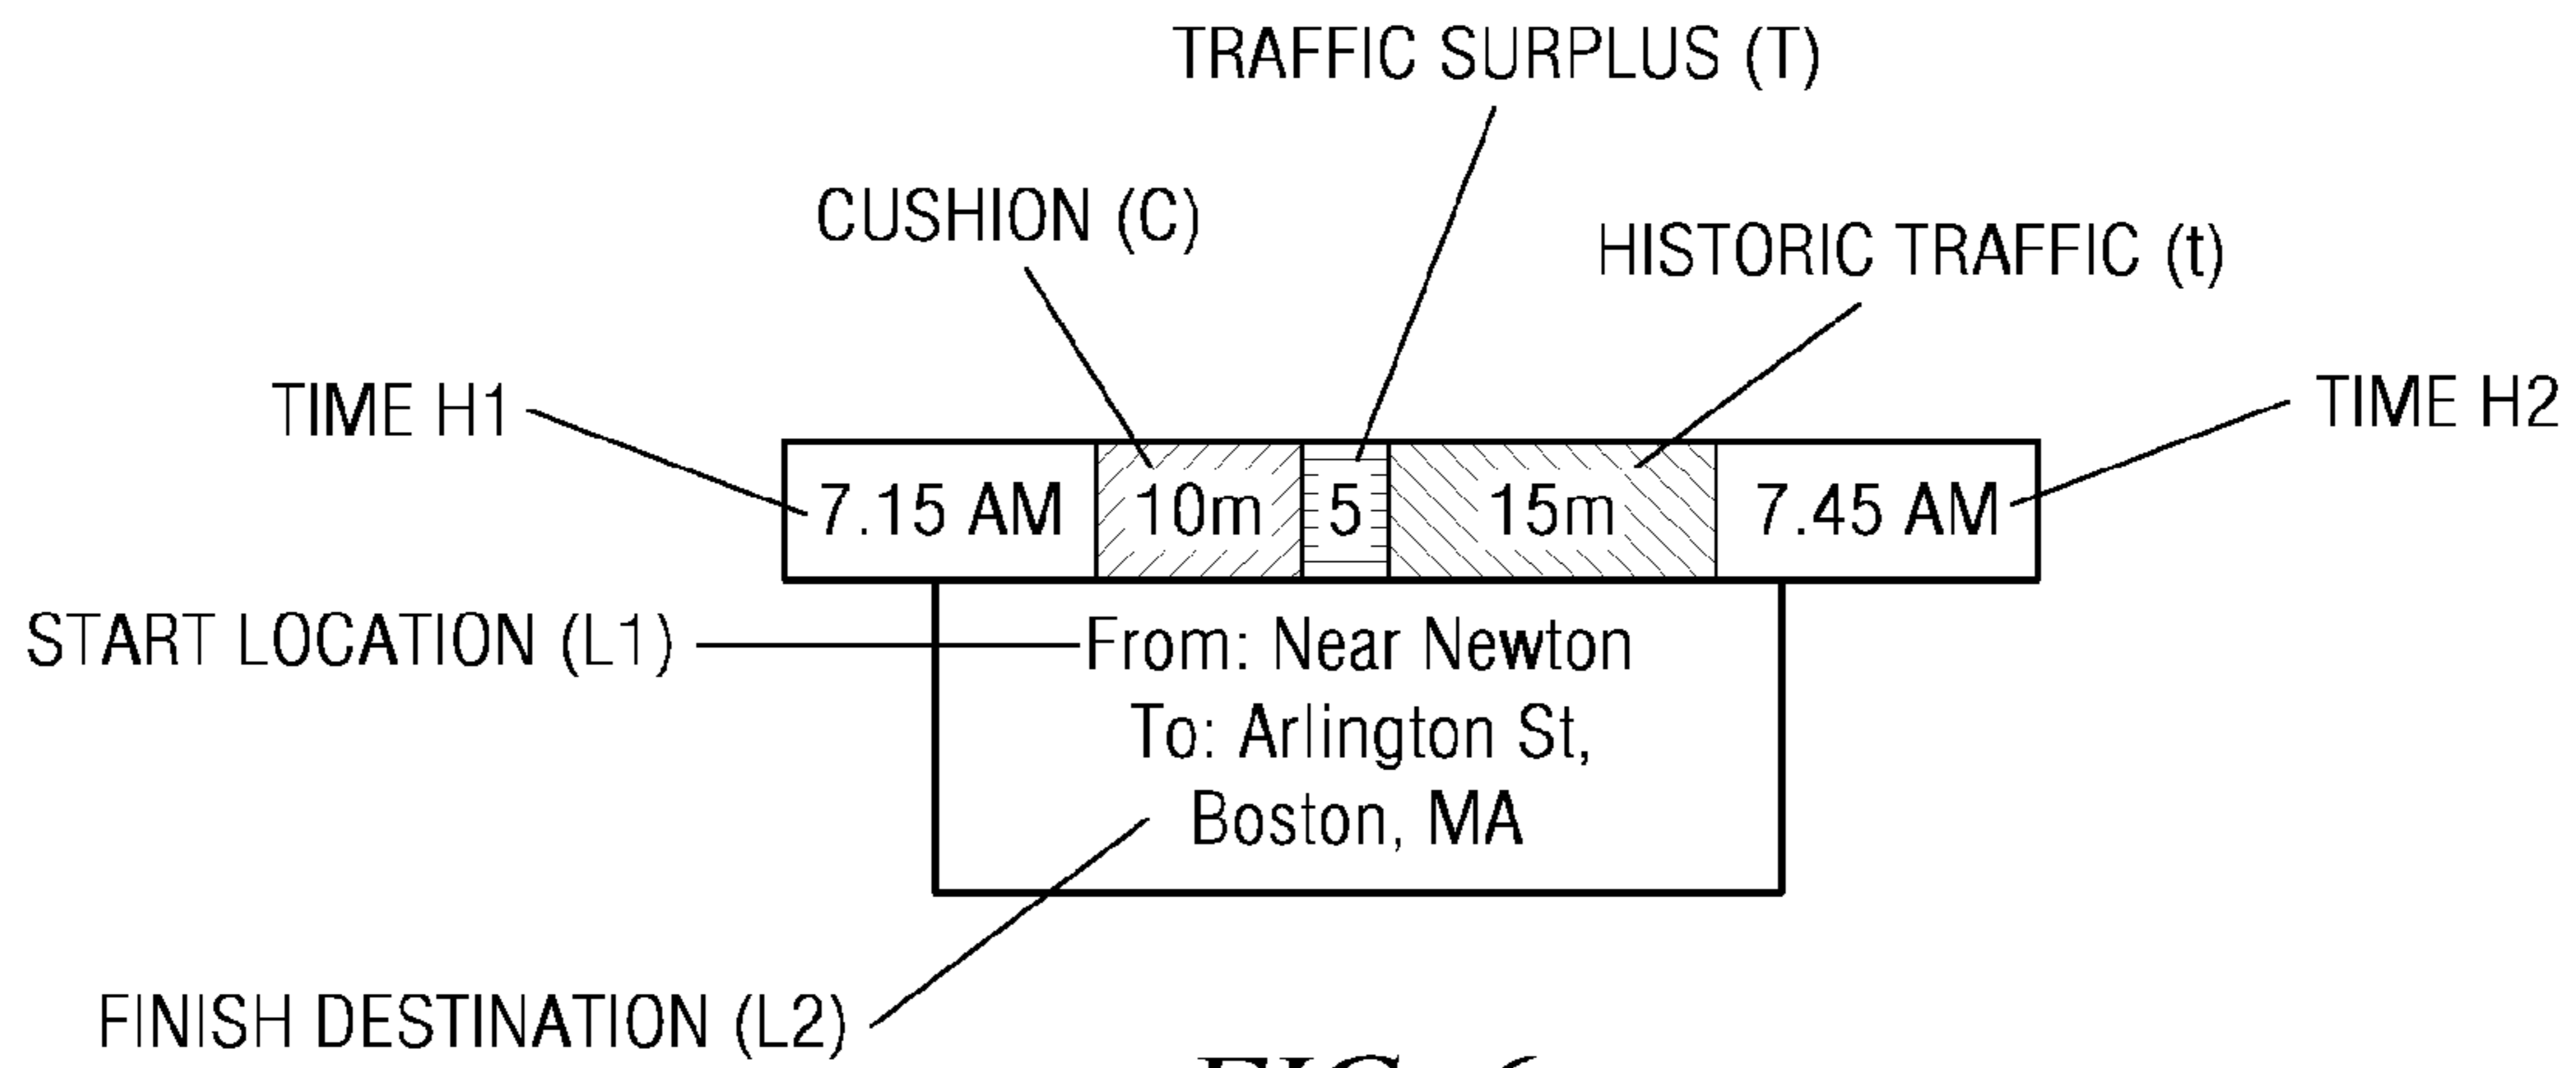 TRAFFIC SURPLUS (T)
CUSHION (C)
HISTORIC TRAFFIC (t)
TIME H1
TIME H2
7.15 AM 10m 5 15m 7.45 AM
START LOCATION (L1)
From: Near Newton
To: Arlington St,
Boston, MA
FINISH DESTINATION (L2)